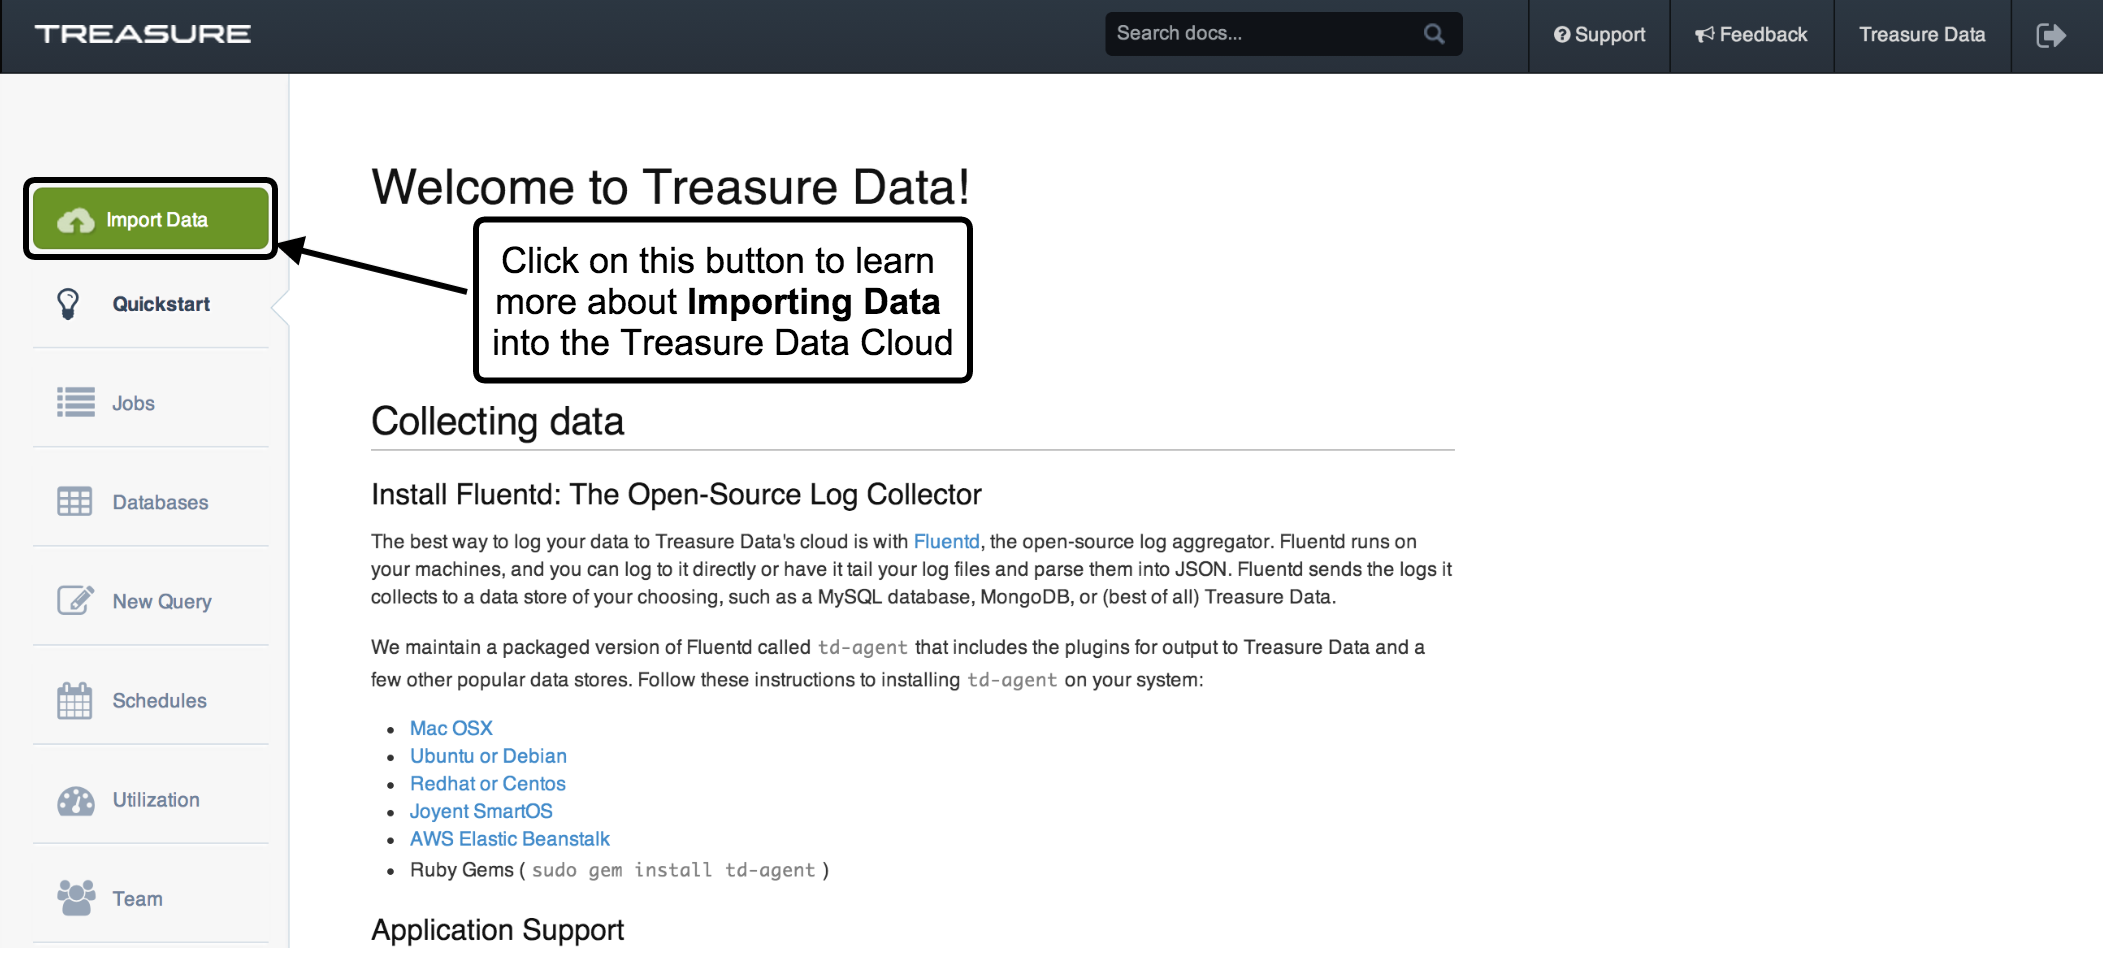 TREASURE
Search docs...
Support
Feedback
Treasure Data
Import Data
Quickstart
Jobs
Databases
New Query
Schedules
Utilization
Team
Welcome to Treasure Data!
Click on this button to learn
more about Importing Data
into the Treasure Data Cloud
Collecting data
Install Fluentd: The Open-Source Log Collector
The best way to log your data to Treasure Data's cloud is with Fluentd, the open-source log aggregator. Fluentd runs on
your machines, and you can log to it directly or have it tail your log files and parse them into JSON. Fluentd sends the logs it
collects to a data store of your choosing, such as a MySQL database, MongoDB, or (best of all) Treasure Data.
We maintain a packaged version of Fluentd called td-agent that includes the plugins for output to Treasure Data and a
few other popular data stores. Follow these instructions to installing td-agent on your system:
• Mac OSX
• Ubuntu or Debian
• Redhat or Centos
• Joyent SmartOS
• AWS Elastic Beanstalk
• Ruby Gems ( sudo gem install td-agent )
Application Support